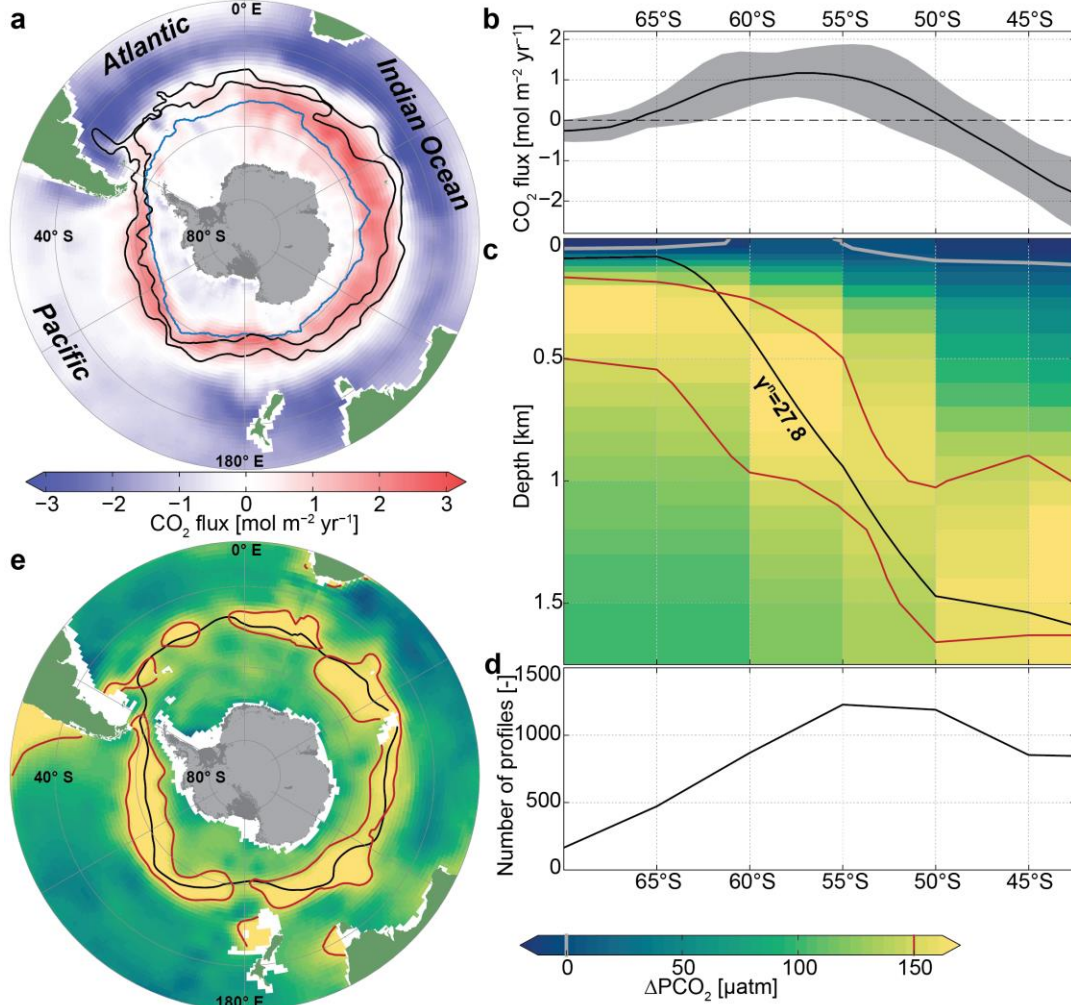 a
0° E
Atlantic
Indian Ocean
40° S
80° S
Pacific
180° E
−3 −2 −1 0 1 2 3
CO₂ flux [mol m⁻² yr⁻¹]
b
65°S 60°S 55°S 50°S 45°S
2
1
0
−1
−2
CO₂ flux [mol m⁻² yr⁻¹]
c
0
0.5
1
1.5
Depth [km]
γⁿ=27.8
d
1500
1000
500
0
Number of profiles [-]
65°S 60°S 55°S 50°S 45°S
e
0° E
40° S
80° S
180° E
0 50 100 150
ΔPCO₂ [µatm]